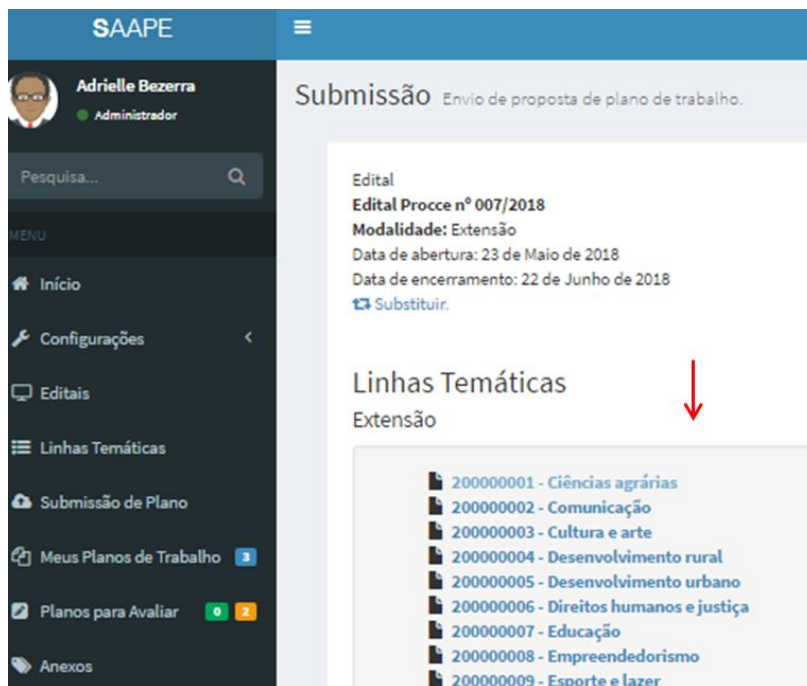 SAAPE
Adrielle Bezerra
Administrador
Pesquisa...
MENU
Início
Configurações
Editais
Linhas Temáticas
Submissão de Plano
Meus Planos de Trabalho 3
Planos para Avaliar 0 2
Anexos
Submissão Envio de proposta de plano de trabalho.
Edital
Edital Procce nº 007/2018
Modalidade: Extensão
Data de abertura: 23 de Maio de 2018
Data de encerramento: 22 de Junho de 2018
Substituir.
Linhas Temáticas
Extensão
200000001 - Ciências agrárias
200000002 - Comunicação
200000003 - Cultura e arte
200000004 - Desenvolvimento rural
200000005 - Desenvolvimento urbano
200000006 - Direitos humanos e justiça
200000007 - Educação
200000008 - Empreendedorismo
200000009 - Esporte e lazer